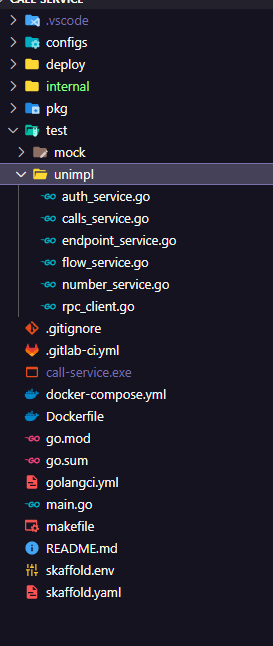 CALL-SERVICE
.vscode
configs
deploy
internal
pkg
test
mock
unimpl
auth_service.go
calls_service.go
endpoint_service.go
flow_service.go
number_service.go
rpc_client.go
.gitignore
.gitlab-ci.yml
call-service.exe
docker-compose.yml
Dockerfile
go.mod
go.sum
golangci.yml
main.go
makefile
README.md
skaffold.env
skaffold.yaml